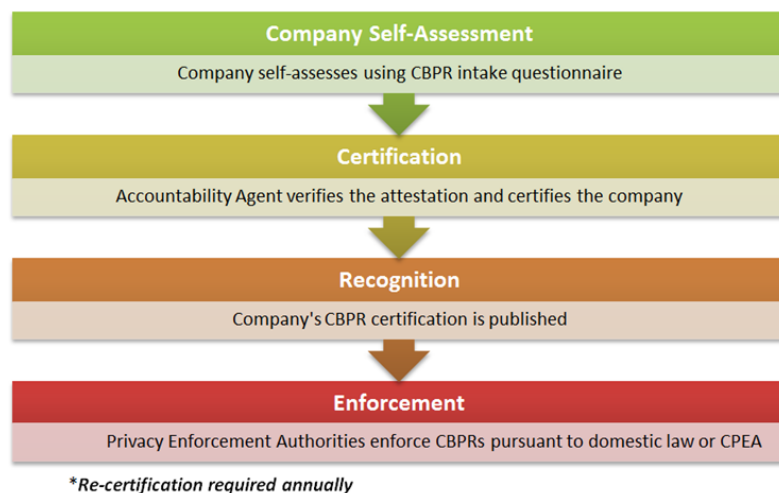 Company Self-Assessment
Company self-assesses using CBPR intake questionnaire
Certification
Accountability Agent verifies the attestation and certifies the company
Recognition
Company's CBPR certification is published
Enforcement
Privacy Enforcement Authorities enforce CBPRs pursuant to domestic law or CPEA
*Re-certification required annually